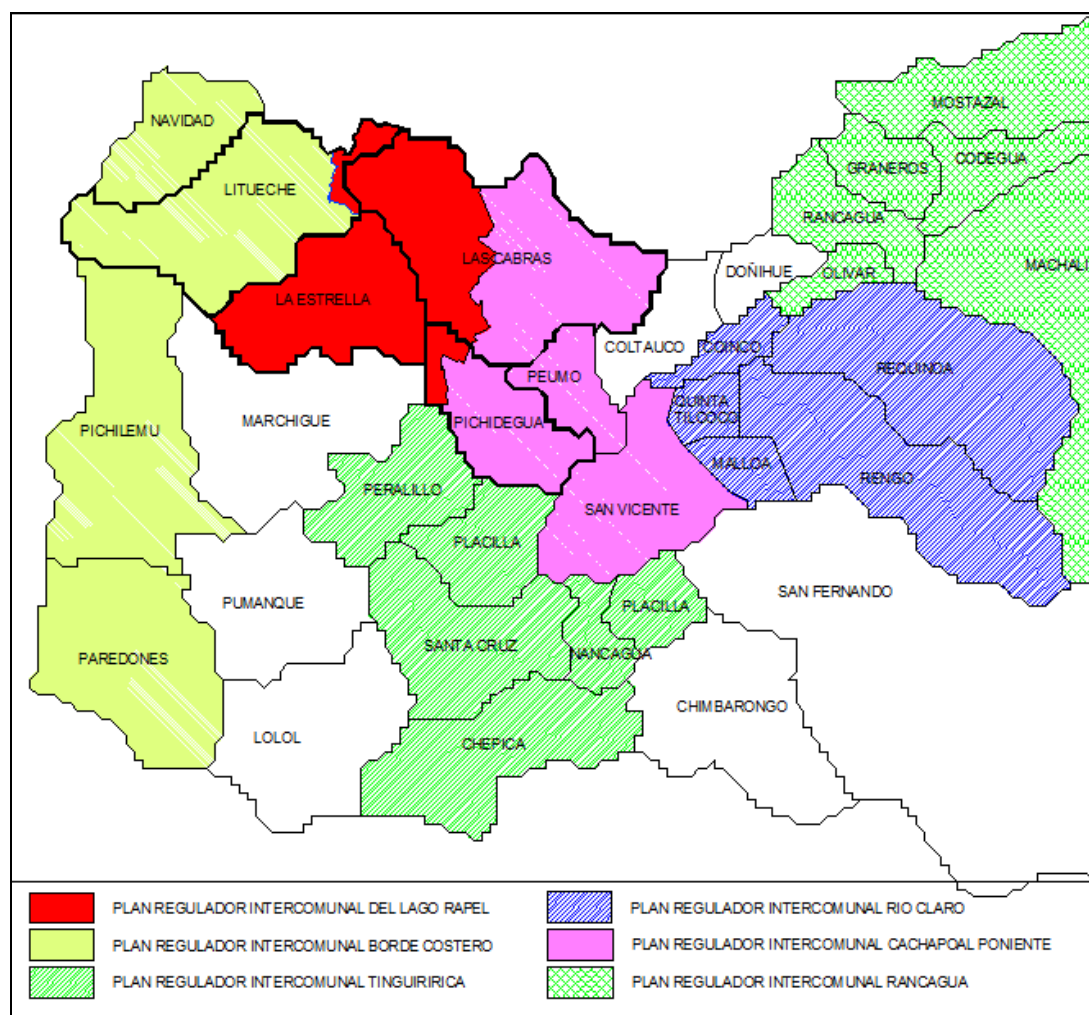 NAVIDAD
MOSTAZAL
CODEGUA
GRANEROS
LITUECHE
RANCAGUA
LAS CABRAS
DOÑIHUE
MACHALI
OLIVAR
LA ESTRELLA
COLTAUCO
COINCO
REQUINOA
PEUMO
QUINTA
TILCOCO
MARCHIGUE
PICHIDEGUA
PICHILEMU
MALLOA
RENGO
PERALILLO
SAN VICENTE
PLACILLA
SAN FERNANDO
PUMANQUE
PLACILLA
SANTA CRUZ
NANCAGUA
PAREDONES
CHIMBARONGO
LOLOL
CHEPICA
PLAN REGULADOR INTERCOMUNAL DEL LAGO RAPEL
PLAN REGULADOR INTERCOMUNAL RIO CLARO
PLAN REGULADOR INTERCOMUNAL BORDE COSTERO
PLAN REGULADOR INTERCOMUNAL CACHAPOAL PONIENTE
PLAN REGULADOR INTERCOMUNAL TINGUIRIRICA
PLAN REGULADOR INTERCOMUNAL RANCAGUA